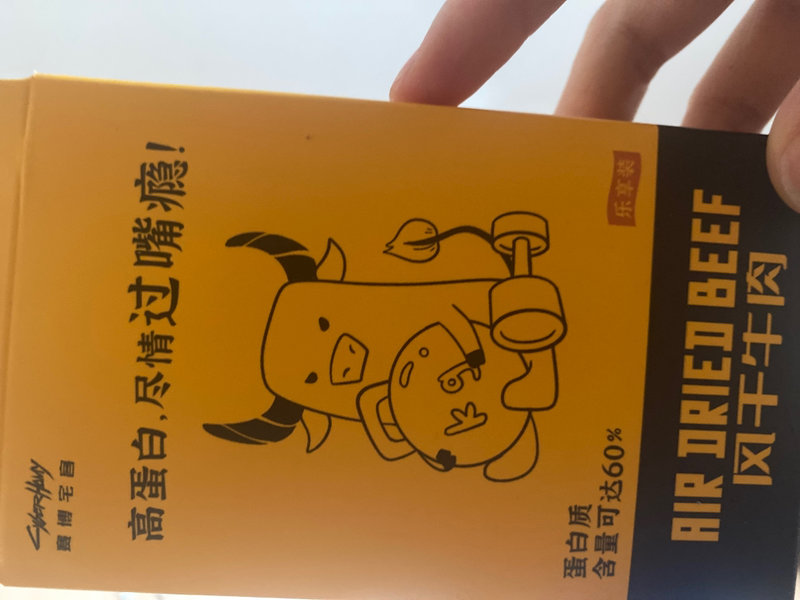 赛博宅
高蛋白,尽情过嘴瘾!
Kg
乐享装
蛋白质
含量可达60%
AIR DRIED BEEF
风干牛肉